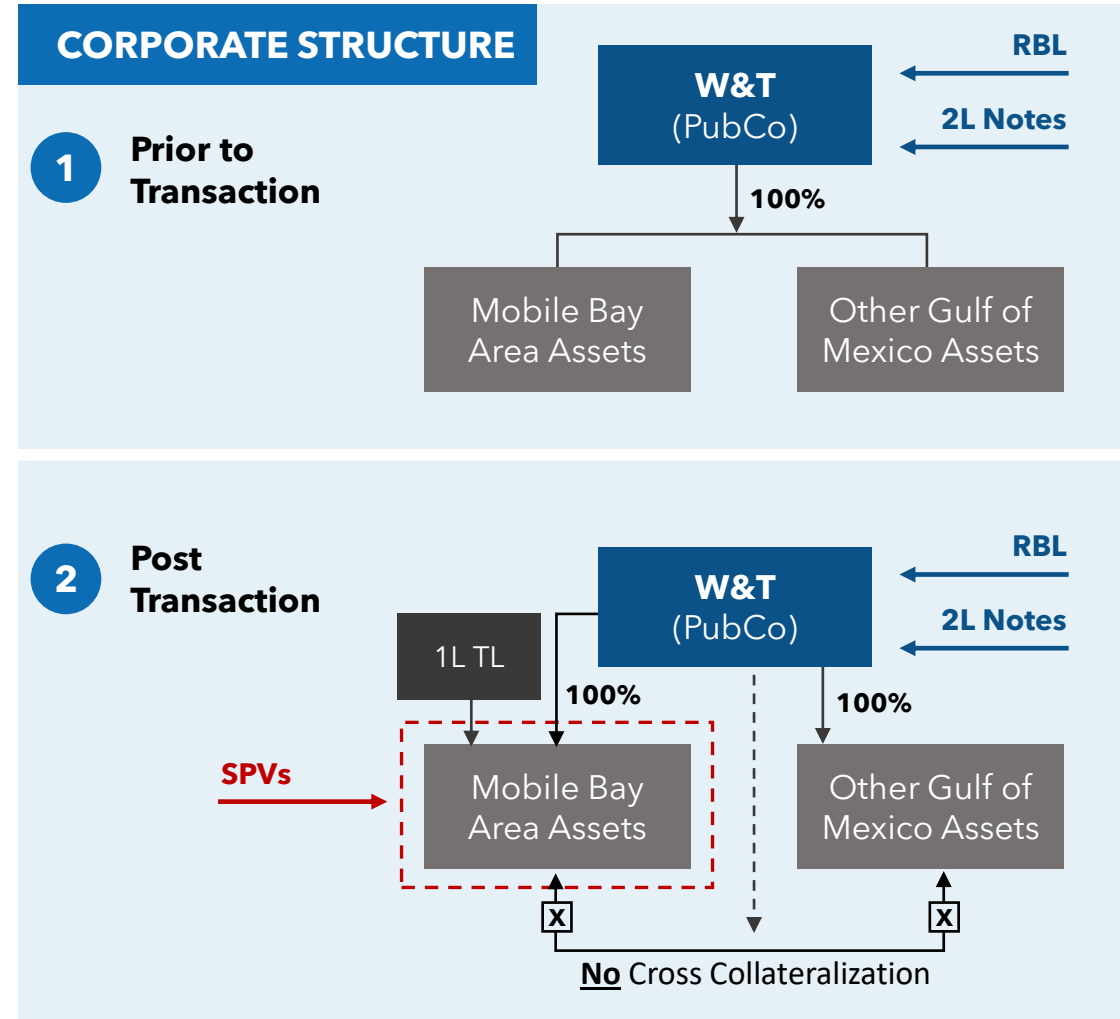 CORPORATE STRUCTURE
1
Prior to
Transaction
W&T
(PubCo)
RBL
2L Notes
100%
Mobile Bay
Area Assets
Other Gulf of
Mexico Assets
2
Post
Transaction
W&T
(PubCo)
RBL
2L Notes
1L TL
100%
100%
SPVs
Mobile Bay
Area Assets
Other Gulf of
Mexico Assets
X
X
No Cross Collateralization